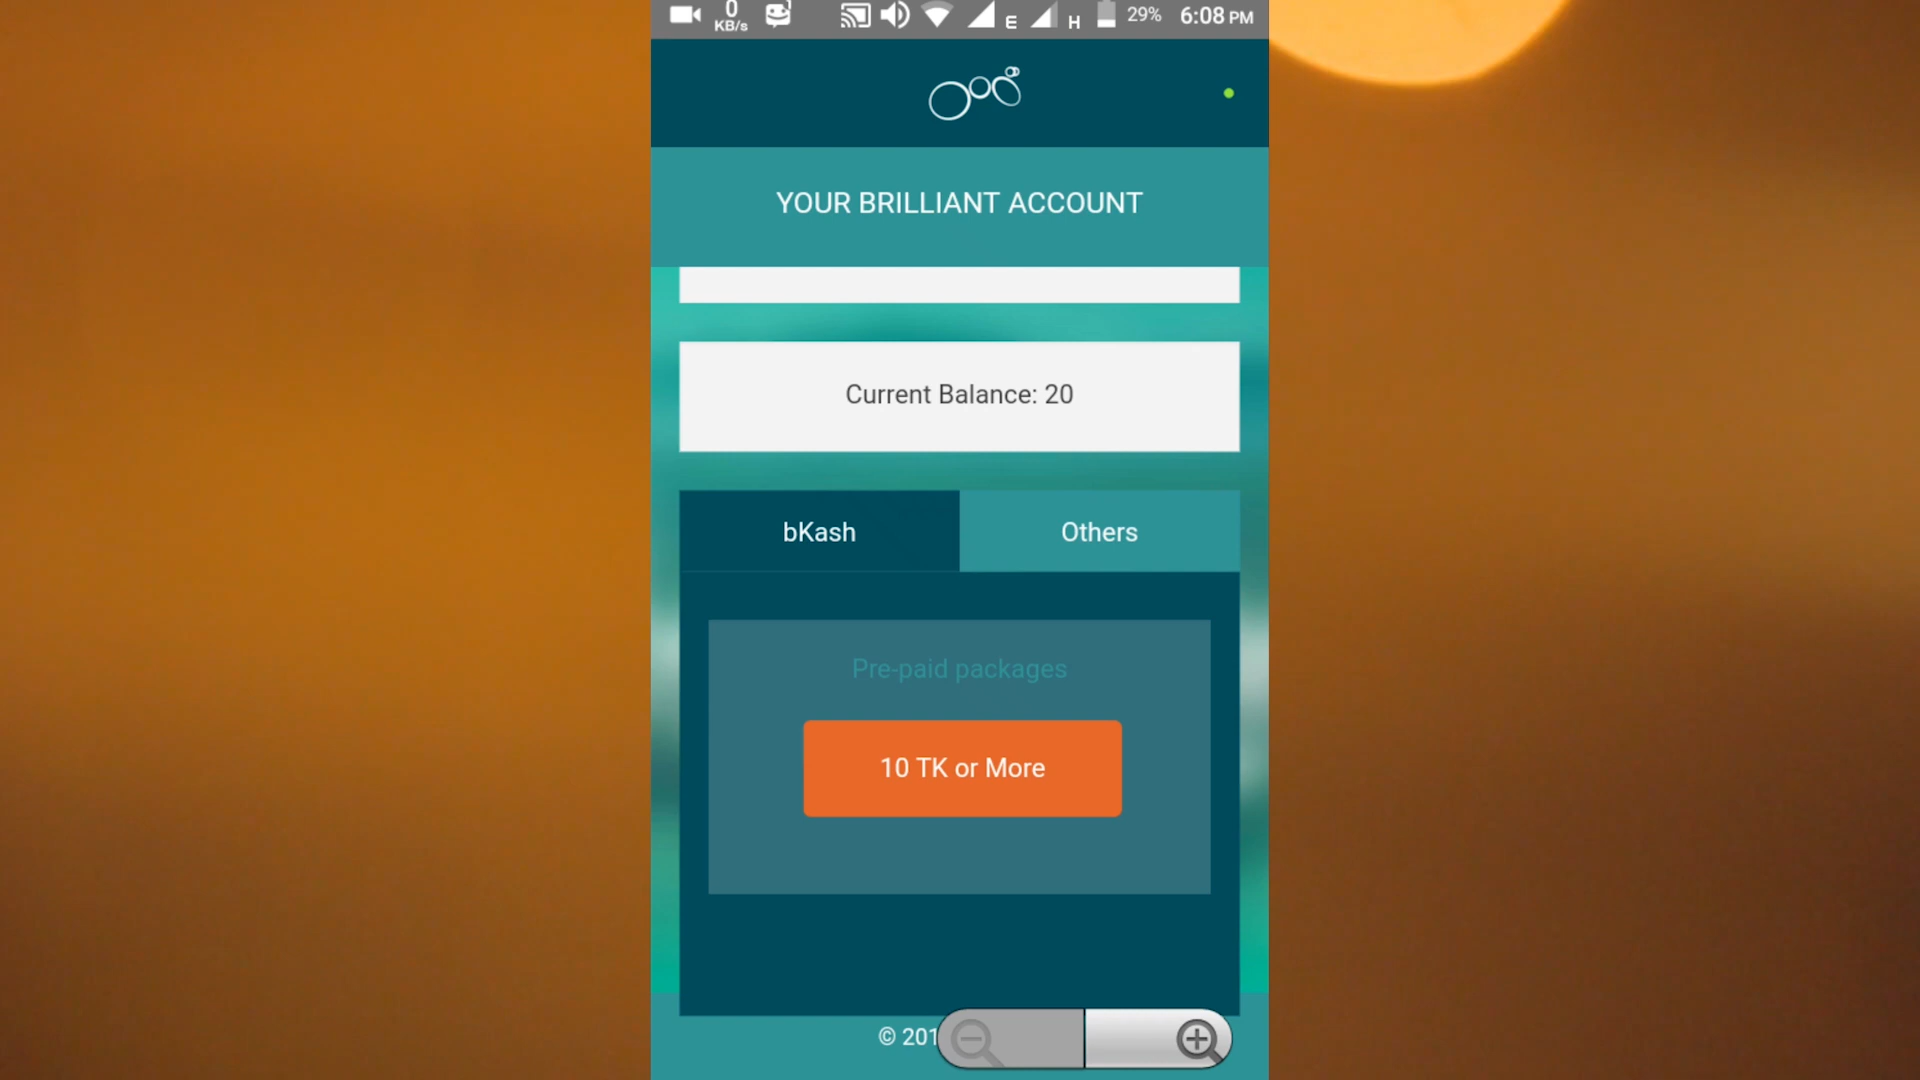 0
KB/s
E
H
29%
6:08 PM
YOUR BRILLIANT ACCOUNT
Current Balance: 20
bKash
Others
Pre-paid packages
10 TK or More
© 201